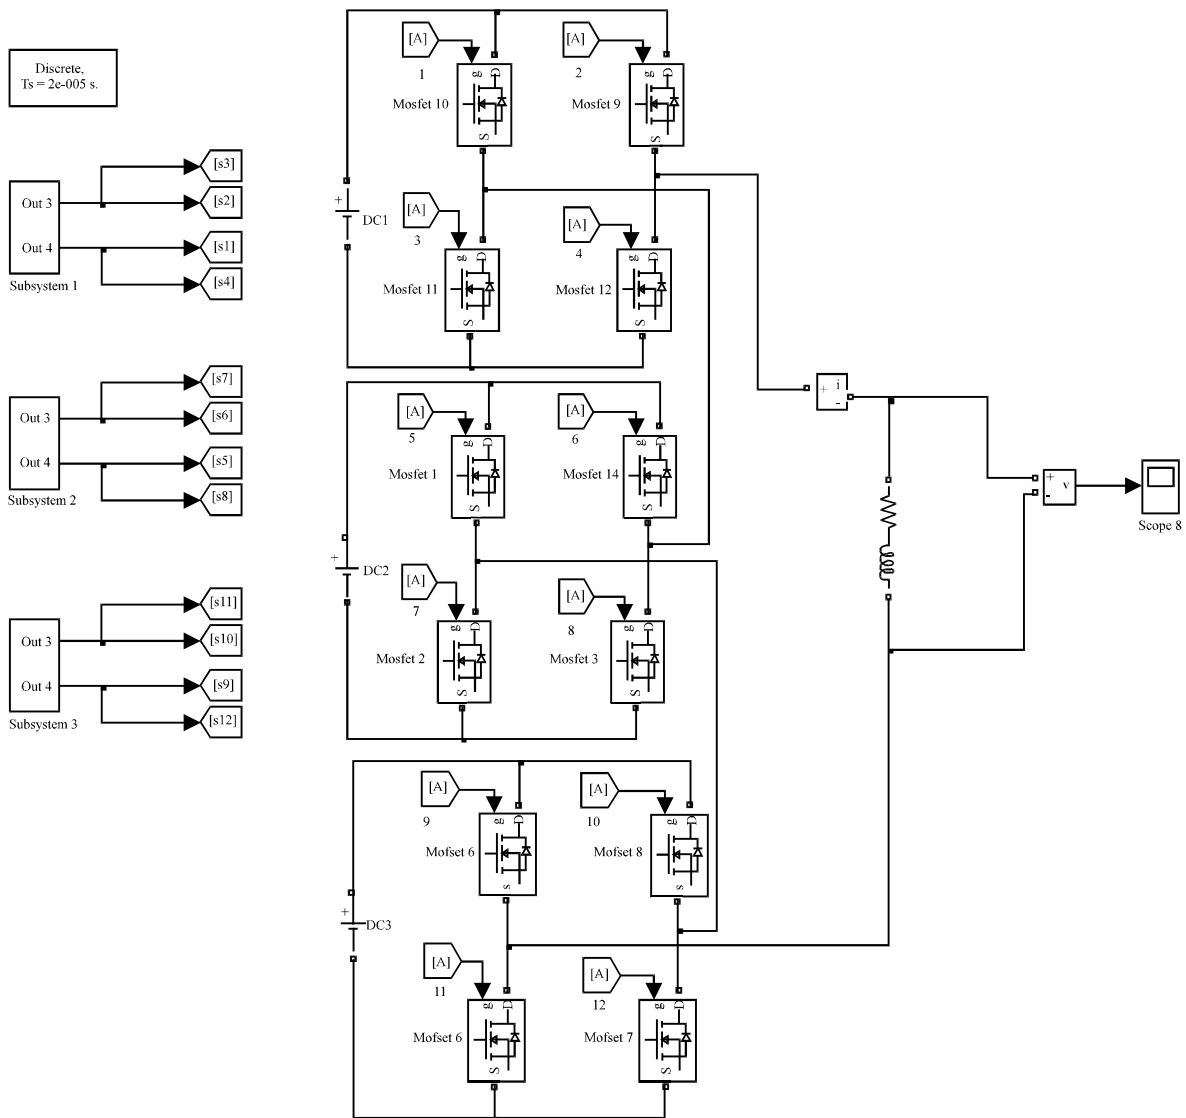 Discrete,
Ts = 2e-005 s.
Out 3
Out 4
Subsystem 1
[s3]
[s2]
[s1]
[s4]
Out 3
Out 4
Subsystem 2
[s7]
[s6]
[s5]
[s8]
Out 3
Out 4
Subsystem 3
[s11]
[s10]
[s9]
[s12]
[A]
1
g
D
S
Mosfet 10
[A]
2
g
D
S
Mosfet 9
+
DC1
[A]
3
g
D
S
Mosfet 11
[A]
4
g
D
S
Mosfet 12
[A]
5
g
D
S
Mosfet 1
[A]
6
g
D
S
Mosfet 14
+
DC2
[A]
7
g
D
S
Mosfet 2
[A]
8
g
D
S
Mosfet 3
[A]
9
g
D
s
Mofset 6
[A]
10
g
D
s
Mofset 8
+
DC3
[A]
11
g
D
S
Mofset 6
[A]
12
g
D
S
Mofset 7
+ i
-
+ v
-
Scope 8